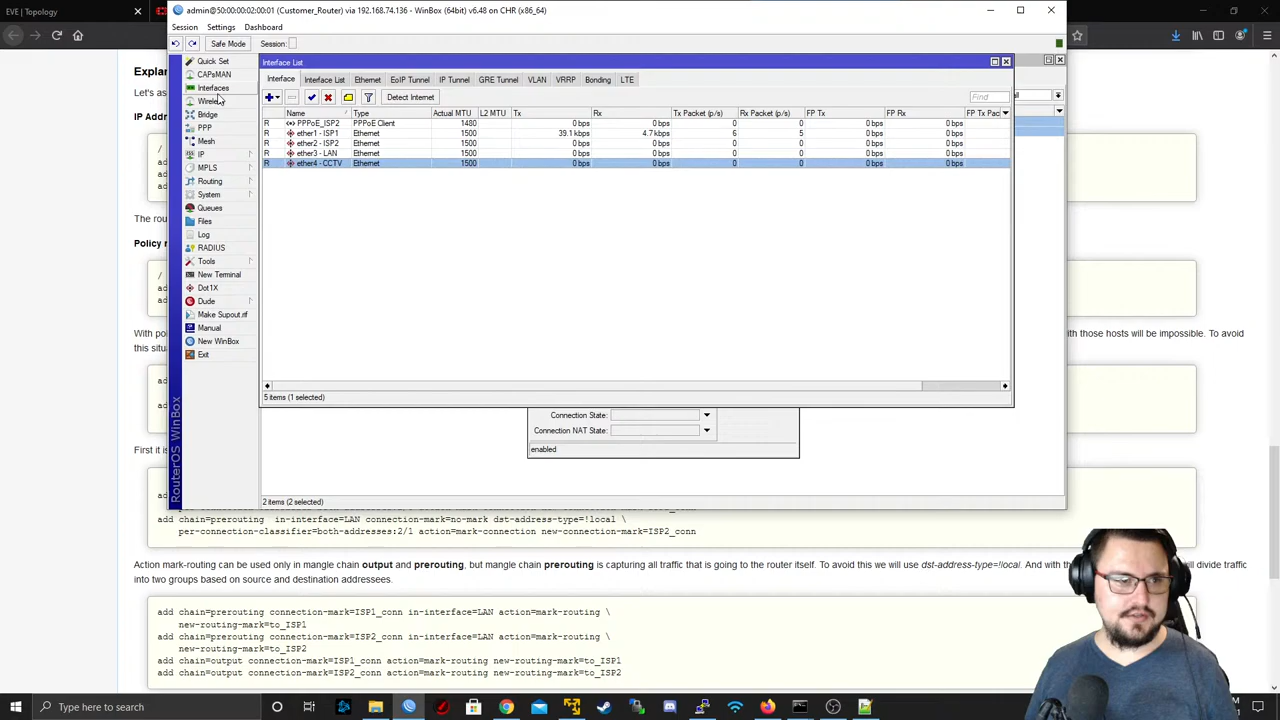 EVE | Topology
admin@50:00:00:02:00:01 (Customer_Router) via 192.168.74.136 - WinBox (64bit) v6.48 on CHR (x86_64)
Session Settings Dashboard
Safe Mode Session:
Quick Set
CAPsMAN
Interfaces
Wireless
Bridge
PPP
Mesh
IP
MPLS
Routing
System
Queues
Files
Log
RADIUS
Tools
New Terminal
Dot1X
Dude
Make Supout.rif
Manual
New WinBox
Exit
RouterOS WinBox
Interface List
Interface Interface List Ethernet EoIP Tunnel IP Tunnel GRE Tunnel VLAN VRRP Bonding LTE
Detect Internet Find
Name Type Actual MTU L2 MTU Tx Rx Tx Packet (p/s) Rx Packet (p/s) FP Tx FP Rx FP Tx Pac
R PPPoE_ISP2 PPPoE Client 1480 0 bps 0 bps 0 0 0 bps 0 bps
R ether1 - ISP1 Ethernet 1500 39.1 kbps 4.7 kbps 6 5 0 bps 0 bps
R ether2 - ISP2 Ethernet 1500 0 bps 0 bps 0 0 0 bps 0 bps
R ether3 - LAN Ethernet 1500 0 bps 0 bps 0 0 0 bps 0 bps
R ether4 - CCTV Ethernet 1500 0 bps 0 bps 0 0 0 bps 0 bps
5 items (1 selected)
Connection State:
Connection NAT State:
enabled
2 items (2 selected)
Explan
Let's as
IP Addr
/
ad
ad
ad
The rou
Policy r
/
ad
ad
With pol
those hosts will be impossible. To avoid
this situ
ad
First it is
add chain=prerouting in-interface=LAN connection-mark=no-mark dst-address-type=!local \
per-connection-classifier=both-addresses:2/1 action=mark-connection new-connection-mark=ISP2_conn
Action mark-routing can be used only in mangle chain output and prerouting, but mangle chain prerouting is capturing all traffic that is going to the router itself. To avoid this we will use dst-address-type=!local. And with the
will divide traffic
into two groups based on source and destination addressees.
add chain=prerouting connection-mark=ISP1_conn in-interface=LAN action=mark-routing \
new-routing-mark=to_ISP1
add chain=prerouting connection-mark=ISP2_conn in-interface=LAN action=mark-routing \
new-routing-mark=to_ISP2
add chain=output connection-mark=ISP1_conn action=mark-routing new-routing-mark=to_ISP1
add chain=output connection-mark=ISP2_conn action=mark-routing new-routing-mark=to_ISP2
Type here to search